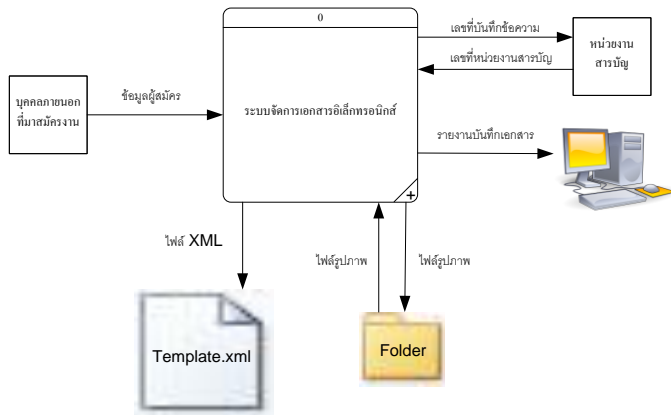 0
เลขที่บันทึกข้อความ
หน่วยงาน
สารบัญ
เลขที่หน่วยงานสารบัญ
บุคคลภายนอก
ที่มาสมัครงาน
ข้อมูลผู้สมัคร
ระบบจัดการเอกสารอิเล็กทรอนิกส์
รายงานบันทึกเอกสาร
+
ไฟล์ XML
ไฟล์รูปภาพ
ไฟล์รูปภาพ
Template.xml
Folder